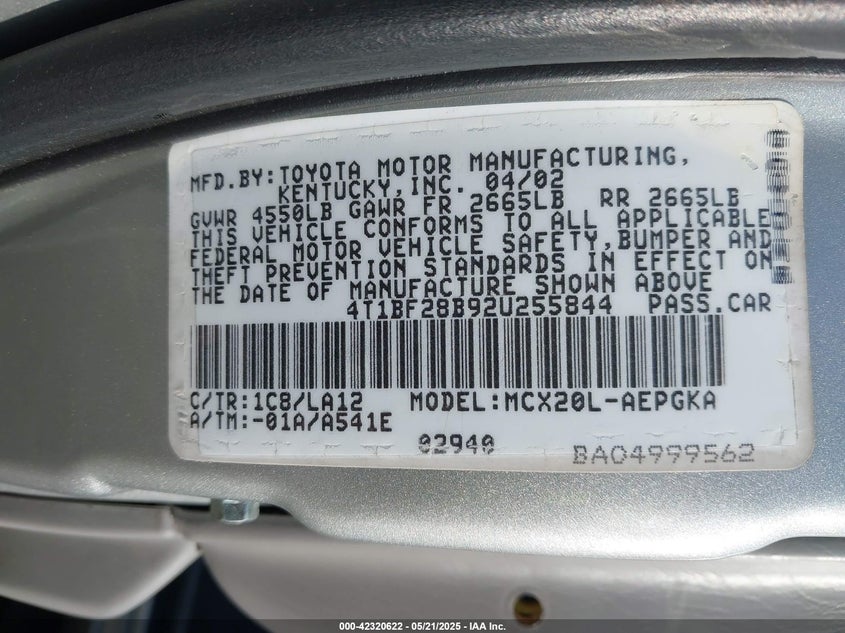 MFD.BY:TOYOTA MOTOR MANUFACTURING,
KENTUCKY,INC. 04/02
GVWR 4550LB GAWR FR 2665LB RR 2665LB
THIS VEHICLE CONFORMS TO ALL APPLICABLE
FEDERAL MOTOR VEHICLE SAFETY,BUMPER AND
THEFT PREVENTION STANDARDS IN EFFECT ON
THE DATE OF MANUFACTURE SHOWN ABOVE
4T1BF28B92U255844 PASS.CAR
C/TR:1C8/LA12 MODEL:MCX20L-AEPGKA
A/TM:-01A/A541E
02940
BA04999562
000-42320622 - 05/21/2025 - IAA Inc.